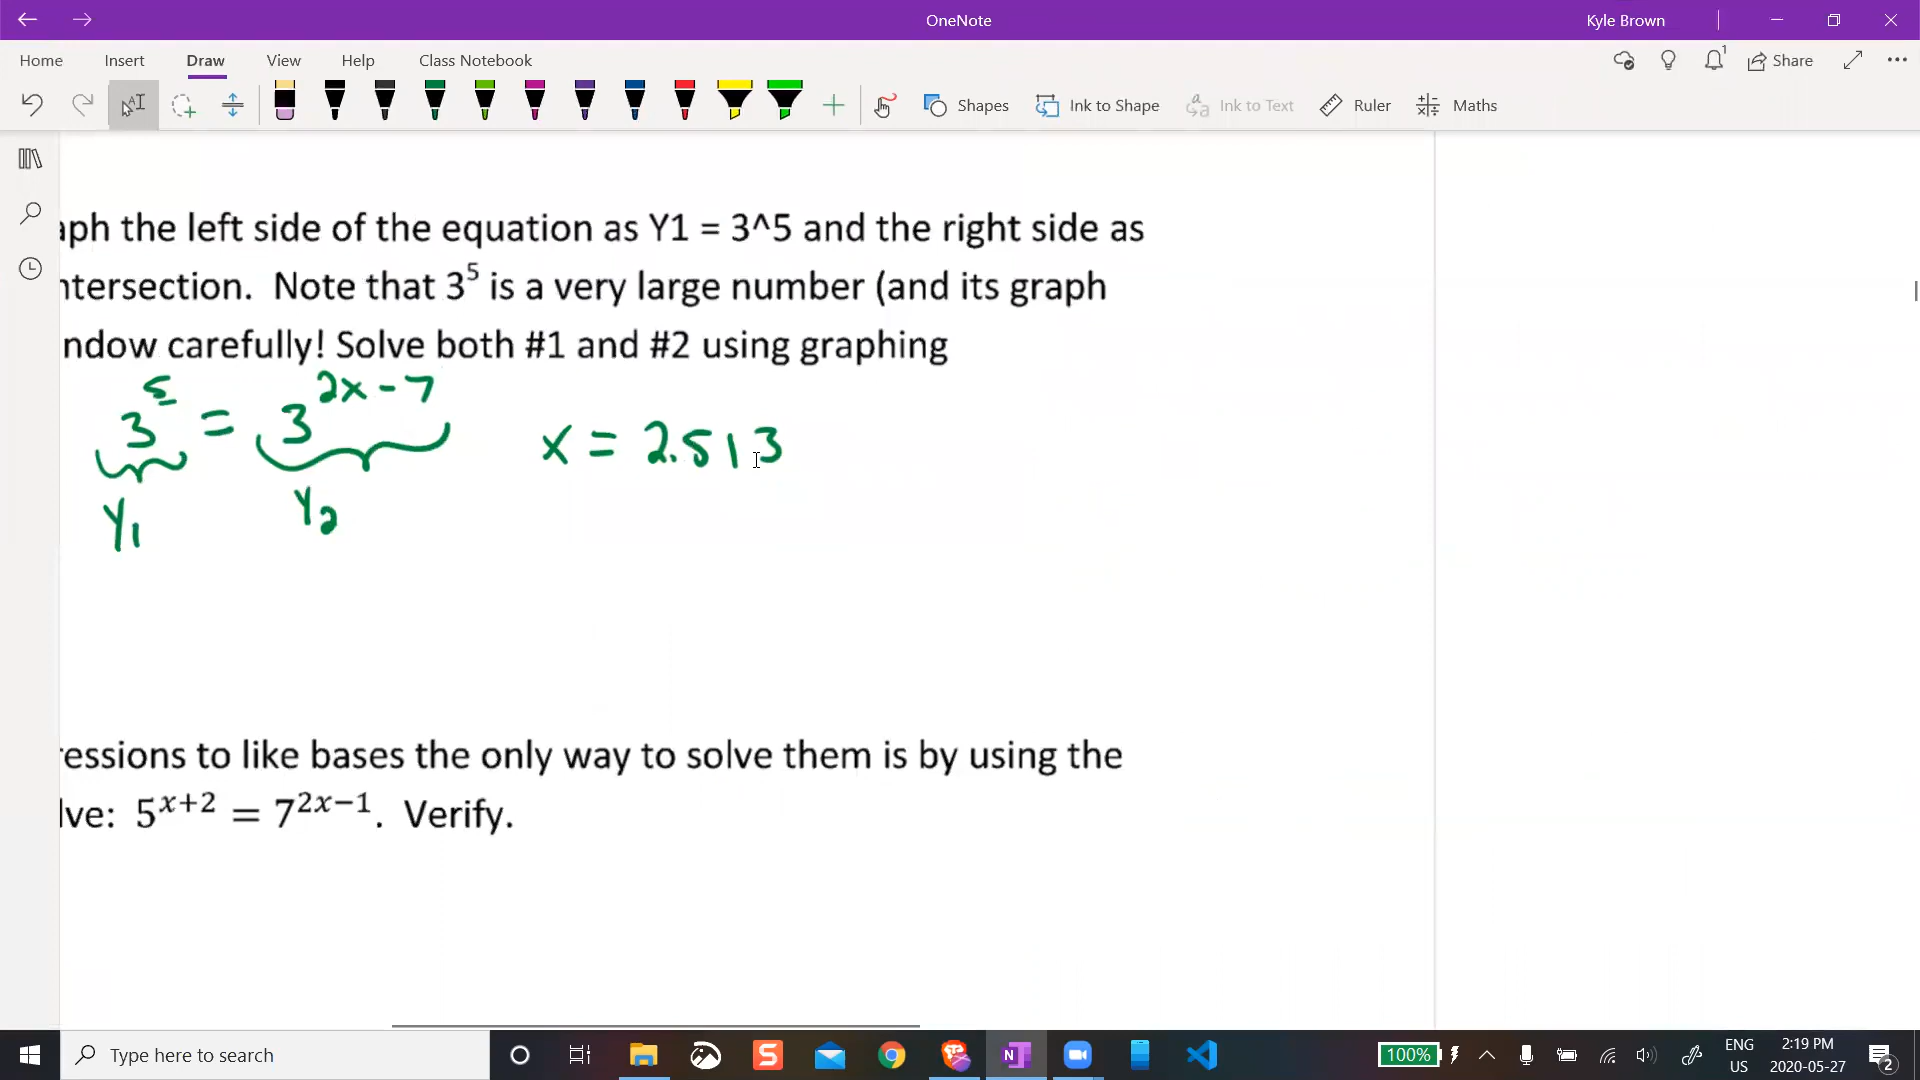 OneNote
Kyle Brown
Home Insert Draw View Help Class Notebook
1
Share
Shapes Ink to Shape Ink to Text Ruler Maths
aph the left side of the equation as Y1 = 3^5 and the right side as
ntersection. Note that 3⁵ is a very large number (and its graph
ndow carefully! Solve both #1 and #2 using graphing
3⁵ = 3^(2x-7) x = 2.513
Y₁ Y₂
ressions to like bases the only way to solve them is by using the
lve: 5^(x+2) = 7^(2x−1). Verify.
Type here to search
100%
ENG
US
2:19 PM
2020-05-27
2